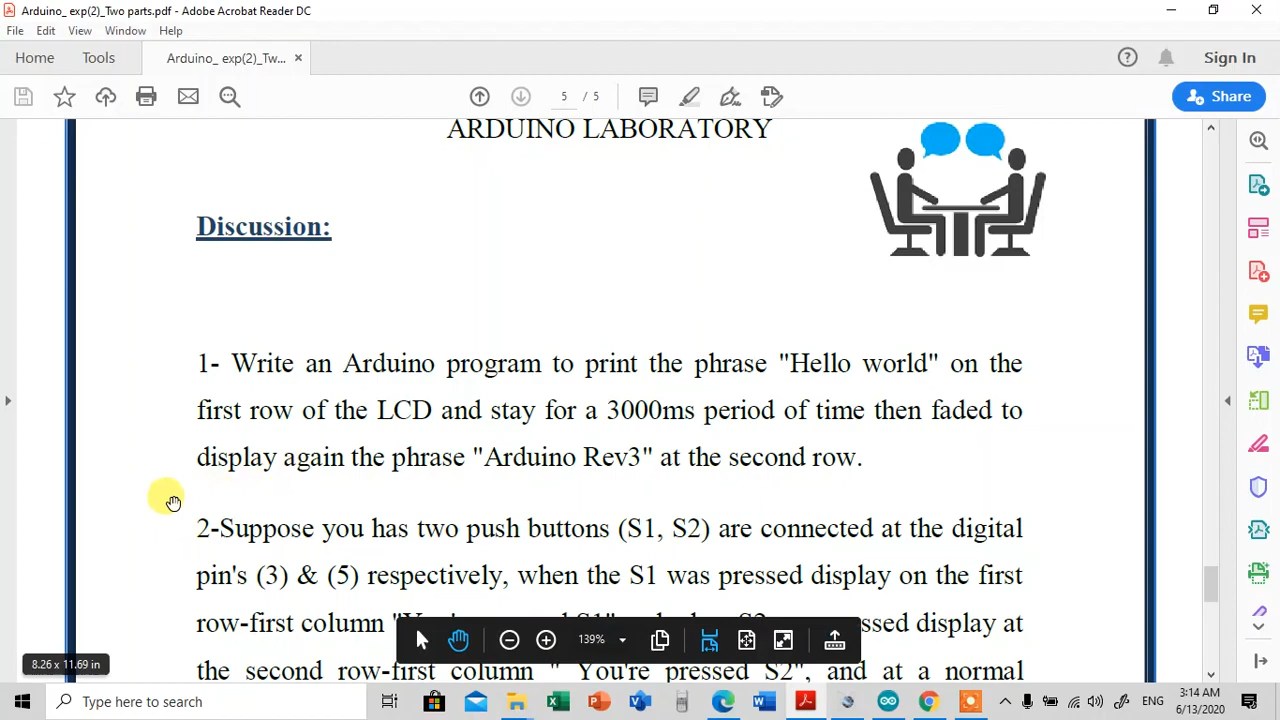 Arduino_ exp(2)_Two parts.pdf - Adobe Acrobat Reader DC
File Edit View Window Help
Home Tools Arduino_ exp(2)_Tw... × Sign In
5 / 5 Share
ARDUINO LABORATORY
Discussion:
1- Write an Arduino program to print the phrase "Hello world" on the
first row of the LCD and stay for a 3000ms period of time then faded to
display again the phrase "Arduino Rev3" at the second row.
2-Suppose you has two push buttons (S1, S2) are connected at the digital
pin's (3) & (5) respectively, when the S1 was pressed display on the first
row-first column display at
139%
8.26 x 11.69 in
the second row-first column " You're pressed S2", and at a normal
Type here to search
ENG
3:14 AM
6/13/2020